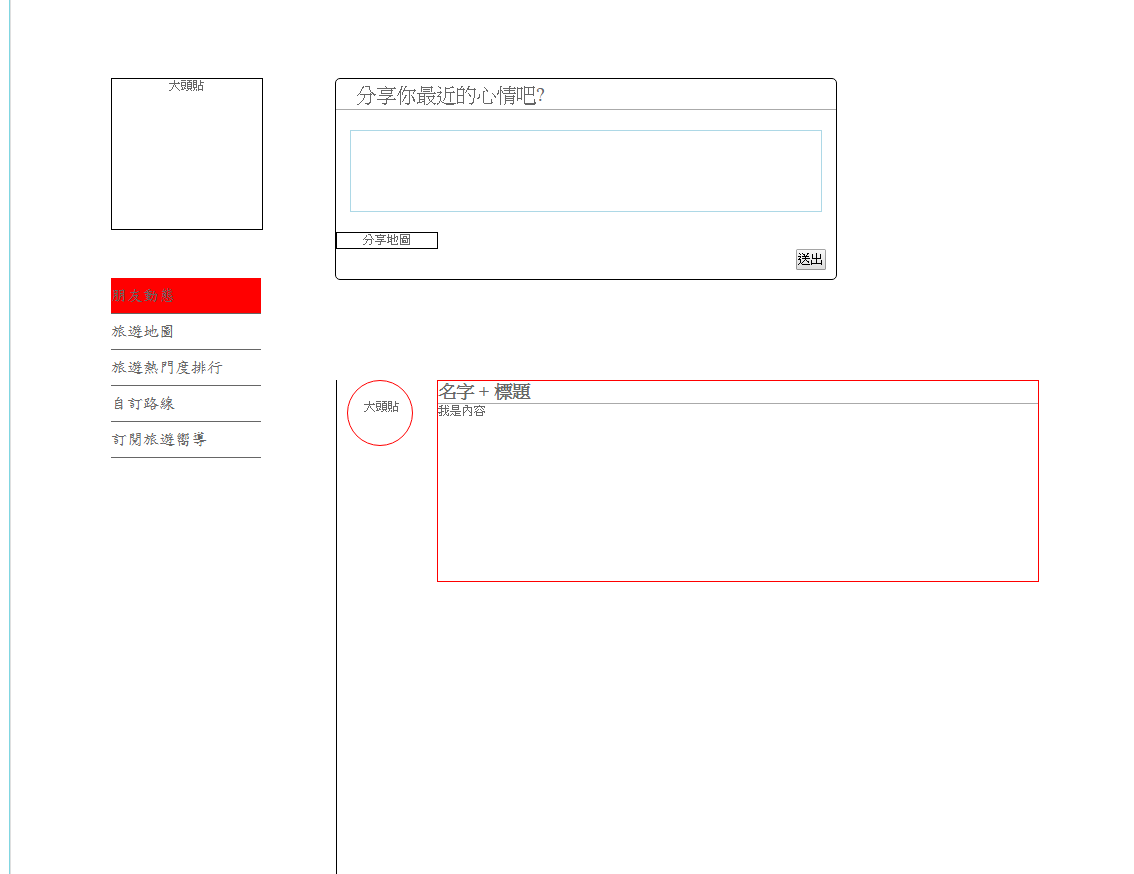 大頭貼
分享你最近的心情吧?
分享地圖
送出
朋友動態
旅遊地圖
旅遊熱門度排行
自訂路線
訂閱旅遊嚮導
大頭貼
名字 + 標題
我是內容